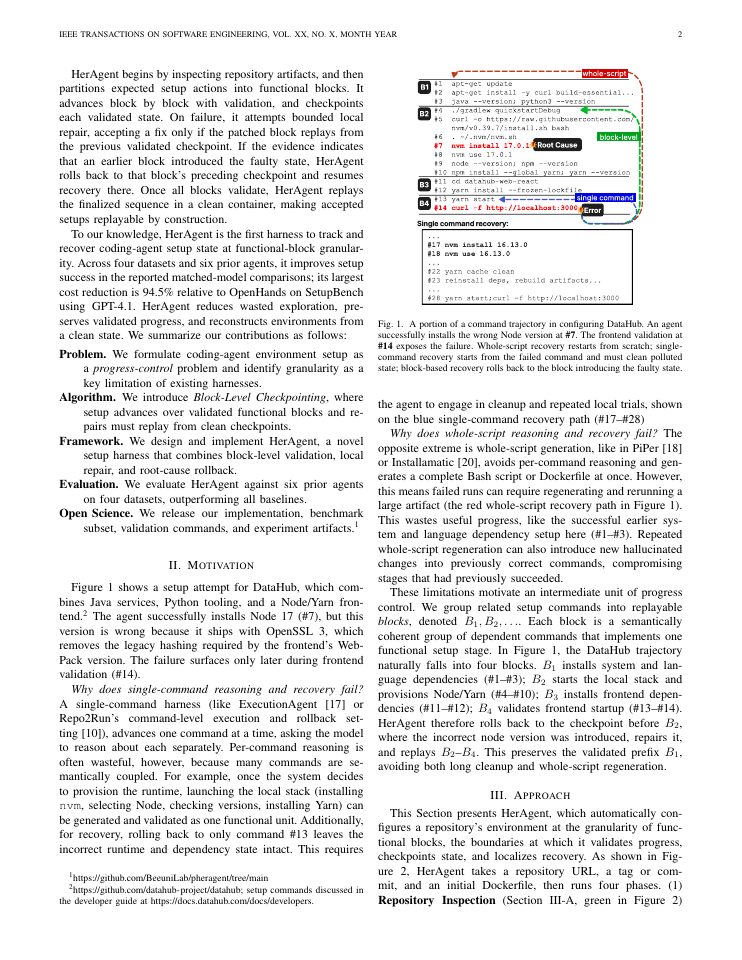 IEEE TRANSACTIONS ON SOFTWARE ENGINEERING, VOL. XX, NO. X, MONTH YEAR 2
HerAgent begins by inspecting repository artifacts, and then
partitions expected setup actions into functional blocks. It
advances block by block with validation, and checkpoints
each validated state. On failure, it attempts bounded local
repair, accepting a fix only if the patched block replays from
the previous validated checkpoint. If the evidence indicates
that an earlier block introduced the faulty state, HerAgent
rolls back to that block's preceding checkpoint and resumes
recovery there. Once all blocks validate, HerAgent replays
the finalized sequence in a clean container, making accepted
setups replayable by construction.
To our knowledge, HerAgent is the first harness to track and
recover coding-agent setup state at functional-block granular-
ity. Across four datasets and six prior agents, it improves setup
success in the reported matched-model comparisons; its largest
cost reduction is 94.5% relative to OpenHands on SetupBench
using GPT-4.1. HerAgent reduces wasted exploration, pre-
serves validated progress, and reconstructs environments from
a clean state. We summarize our contributions as follows:
Problem. We formulate coding-agent environment setup as
a progress-control problem and identify granularity as a
key limitation of existing harnesses.
Algorithm. We introduce Block-Level Checkpointing, where
setup advances over validated functional blocks and re-
pairs must replay from clean checkpoints.
Framework. We design and implement HerAgent, a novel
setup harness that combines block-level validation, local
repair, and root-cause rollback.
Evaluation. We evaluate HerAgent against six prior agents
on four datasets, outperforming all baselines.
Open Science. We release our implementation, benchmark
subset, validation commands, and experiment artifacts.1
II. MOTIVATION
Figure 1 shows a setup attempt for DataHub, which com-
bines Java services, Python tooling, and a Node/Yarn fron-
tend.2 The agent successfully installs Node 17 (#7), but this
version is wrong because it ships with OpenSSL 3, which
removes the legacy hashing required by the frontend's Web-
Pack version. The failure surfaces only later during frontend
validation (#14).
Why does single-command reasoning and recovery fail?
A single-command harness (like ExecutionAgent [17] or
Repo2Run's command-level execution and rollback set-
ting [10]), advances one command at a time, asking the model
to reason about each separately. Per-command reasoning is
often wasteful, however, because many commands are se-
mantically coupled. For example, once the system decides
to provision the runtime, launching the local stack (installing
nvm, selecting Node, checking versions, installing Yarn) can
be generated and validated as one functional unit. Additionally,
for recovery, rolling back to only command #13 leaves the
incorrect runtime and dependency state intact. This requires
1https://github.com/BeeuniLab/pheragent/tree/main
2https://github.com/datahub-project/datahub; setup commands discussed in
the developer guide at https://docs.datahub.com/docs/developers.
whole-script
B1 #1 apt-get update
#2 apt-get install -y curl build-essential...
#3 java --version; python3 --version
B2 #4 ./gradlew quickstartDebug
#5 curl -o https://raw.githubusercontent.com/
nvm/v0.39.7/install.sh bash
#6 . ~/.nvm/nvm.sh
block-level
#7 nvm install 17.0.1 Root Cause
#8 nvm use 17.0.1
#9 node --version; npm --version
#10 npm install --global yarn; yarn --version
B3 #11 cd datahub-web-react
#12 yarn install --frozen-lockfile
B4 #13 yarn start single command
#14 curl -f http://localhost:3000 Error
Single command recovery:
...
#17 nvm install 16.13.0
#18 nvm use 16.13.0
...
#22 yarn cache clean
#23 reinstall deps, rebuild artifacts...
...
#28 yarn start;curl -f http://localhost:3000
Fig. 1. A portion of a command trajectory in configuring DataHub. An agent
successfully installs the wrong Node version at #7. The frontend validation at
#14 exposes the failure. Whole-script recovery restarts from scratch; single-
command recovery starts from the failed command and must clean polluted
state; block-based recovery rolls back to the block introducing the faulty state.
the agent to engage in cleanup and repeated local trials, shown
on the blue single-command recovery path (#17–#28)
Why does whole-script reasoning and recovery fail? The
opposite extreme is whole-script generation, like in PiPer [18]
or Installamatic [20], avoids per-command reasoning and gen-
erates a complete Bash script or Dockerfile at once. However,
this means failed runs can require regenerating and rerunning a
large artifact (the red whole-script recovery path in Figure 1).
This wastes useful progress, like the successful earlier sys-
tem and language dependency setup here (#1–#3). Repeated
whole-script regeneration can also introduce new hallucinated
changes into previously correct commands, compromising
stages that had previously succeeded.
These limitations motivate an intermediate unit of progress
control. We group related setup commands into replayable
blocks, denoted B1, B2, .... Each block is a semantically
coherent group of dependent commands that implements one
functional setup stage. In Figure 1, the DataHub trajectory
naturally falls into four blocks. B1 installs system and lan-
guage dependencies (#1–#3); B2 starts the local stack and
provisions Node/Yarn (#4–#10); B3 installs frontend depen-
dencies (#11–#12); B4 validates frontend startup (#13–#14).
HerAgent therefore rolls back to the checkpoint before B2,
where the incorrect node version was introduced, repairs it,
and replays B2–B4. This preserves the validated prefix B1,
avoiding both long cleanup and whole-script regeneration.
III. APPROACH
This Section presents HerAgent, which automatically con-
figures a repository's environment at the granularity of func-
tional blocks, the boundaries at which it validates progress,
checkpoints state, and localizes recovery. As shown in Fig-
ure 2, HerAgent takes a repository URL, a tag or com-
mit, and an initial Dockerfile, then runs four phases. (1)
Repository Inspection (Section III-A, green in Figure 2)